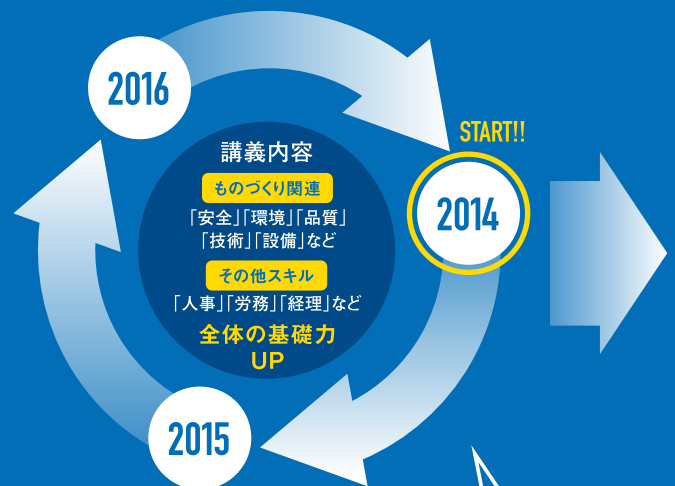 2016
START!!
2014
講義内容
ものづくり関連
｢安全｣｢環境｣｢品質｣
｢技術｣｢設備｣など
その他スキル
｢人事｣｢労務｣｢経理｣など
全体の基礎力
UP
2015